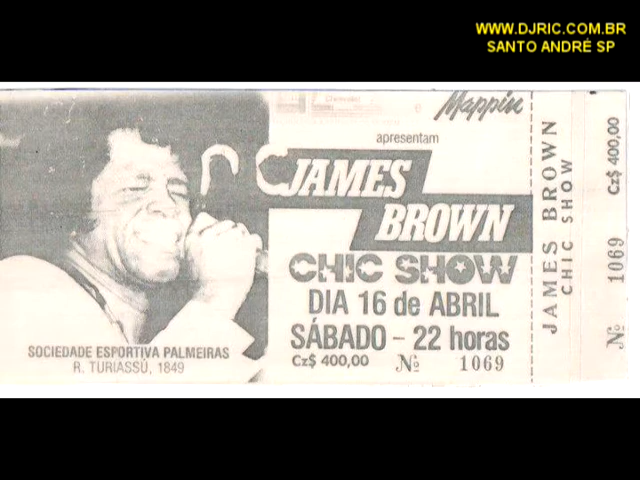 WWW.DJRIC.COM.BR
SANTO ANDRÉ SP
Mappin
apresentam
JAMES
BROWN
CHIC SHOW
DIA 16 de ABRIL
SÁBADO - 22 horas
Cz$ 400,00 Nº 1069
SOCIEDADE ESPORTIVA PALMEIRAS
R. TURIASSÚ, 1849
JAMES BROWN
CHIC SHOW
Nº 1069 Cz$ 400,00